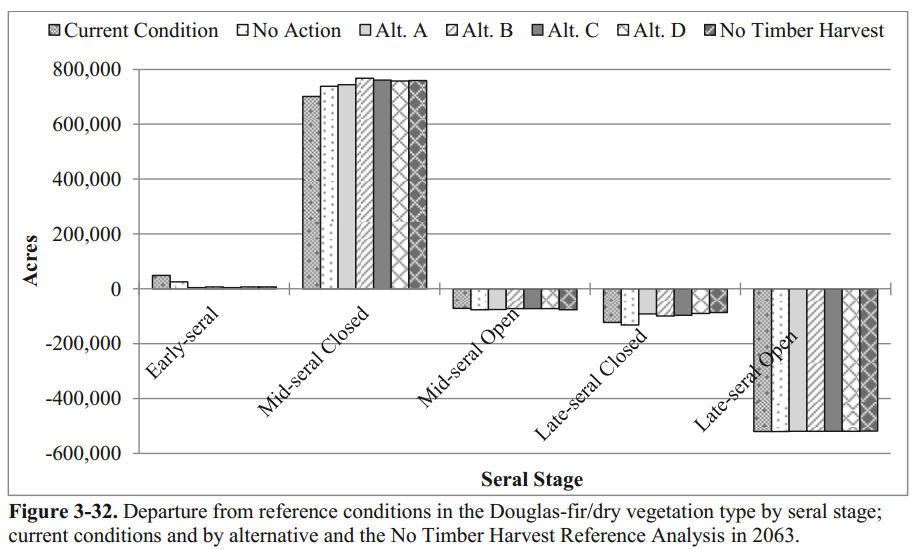 Current Condition No Action Alt. A Alt. B Alt. C Alt. D No Timber Harvest
800,000
600,000
400,000
200,000
0
-200,000
-400,000
-600,000
Acres
Early-seral
Mid-seral Closed
Mid-seral Open
Late-seral Closed
Late-seral Open
Seral Stage
Figure 3-32. Departure from reference conditions in the Douglas-fir/dry vegetation type by seral stage;
current conditions and by alternative and the No Timber Harvest Reference Analysis in 2063.